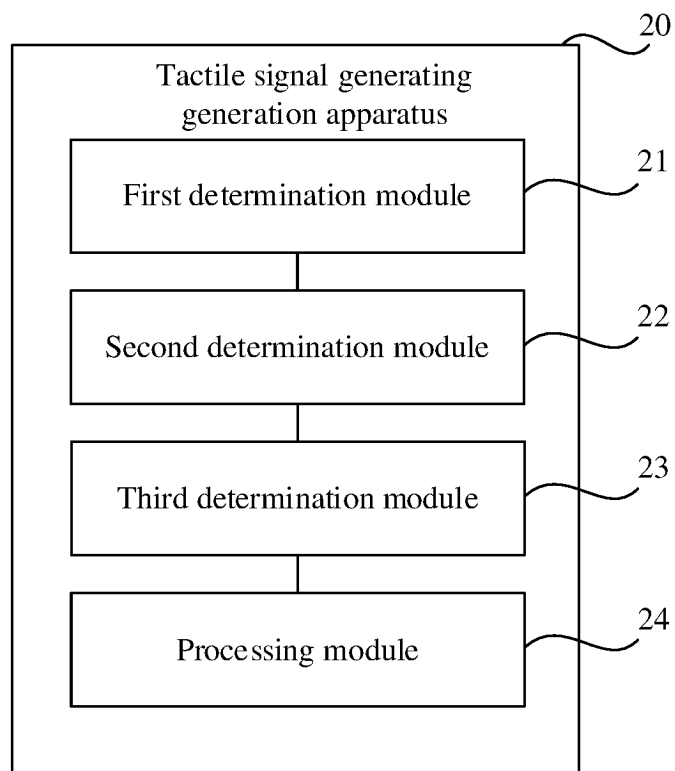 20
Tactile signal generating
generation apparatus
21
First determination module
22
Second determination module
23
Third determination module
24
Processing module